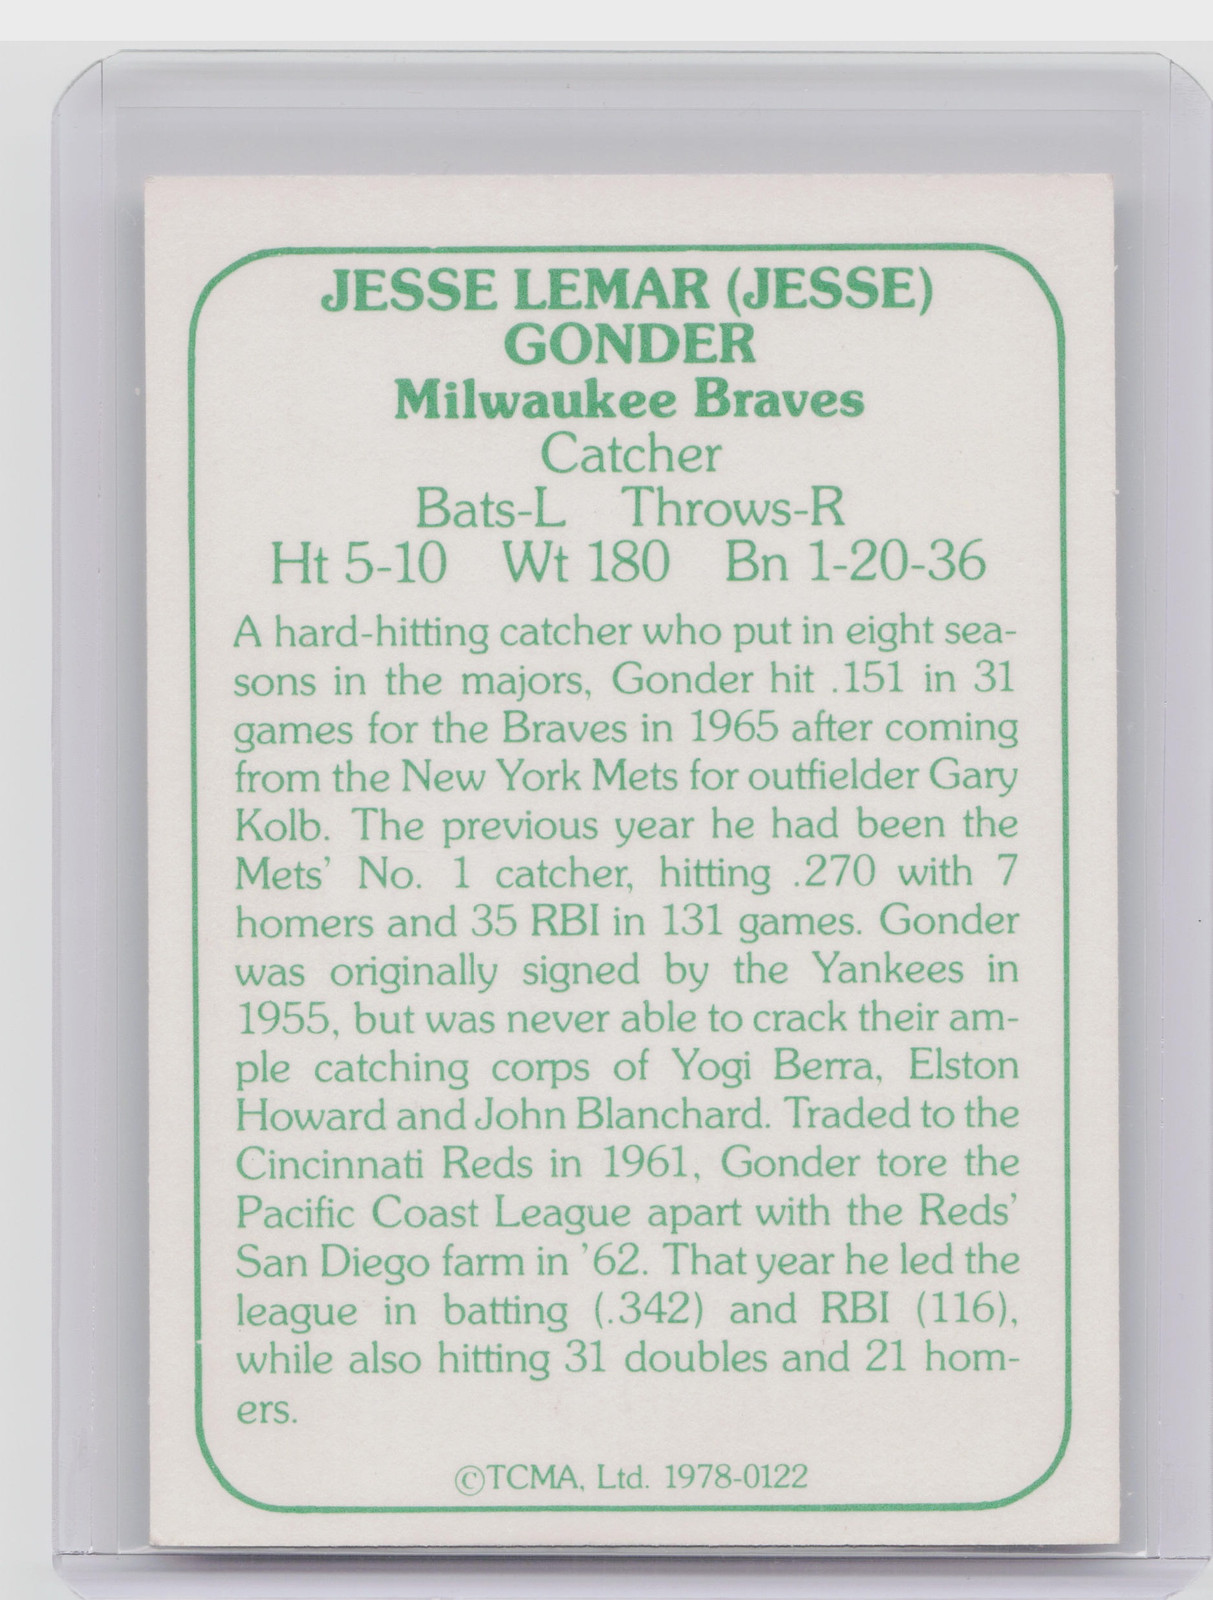 JESSE LEMAR (JESSE)
GONDER
Milwaukee Braves
Catcher
Bats-L Throws-R
Ht 5-10 Wt 180 Bn 1-20-36
A hard-hitting catcher who put in eight sea-
sons in the majors, Gonder hit .151 in 31
games for the Braves in 1965 after coming
from the New York Mets for outfielder Gary
Kolb. The previous year he had been the
Mets' No. 1 catcher, hitting .270 with 7
homers and 35 RBI in 131 games. Gonder
was originally signed by the Yankees in
1955, but was never able to crack their am-
ple catching corps of Yogi Berra, Elston
Howard and John Blanchard. Traded to the
Cincinnati Reds in 1961, Gonder tore the
Pacific Coast League apart with the Reds'
San Diego farm in '62. That year he led the
league in batting (.342) and RBI (116),
while also hitting 31 doubles and 21 hom-
ers.
©TCMA, Ltd. 1978-0122